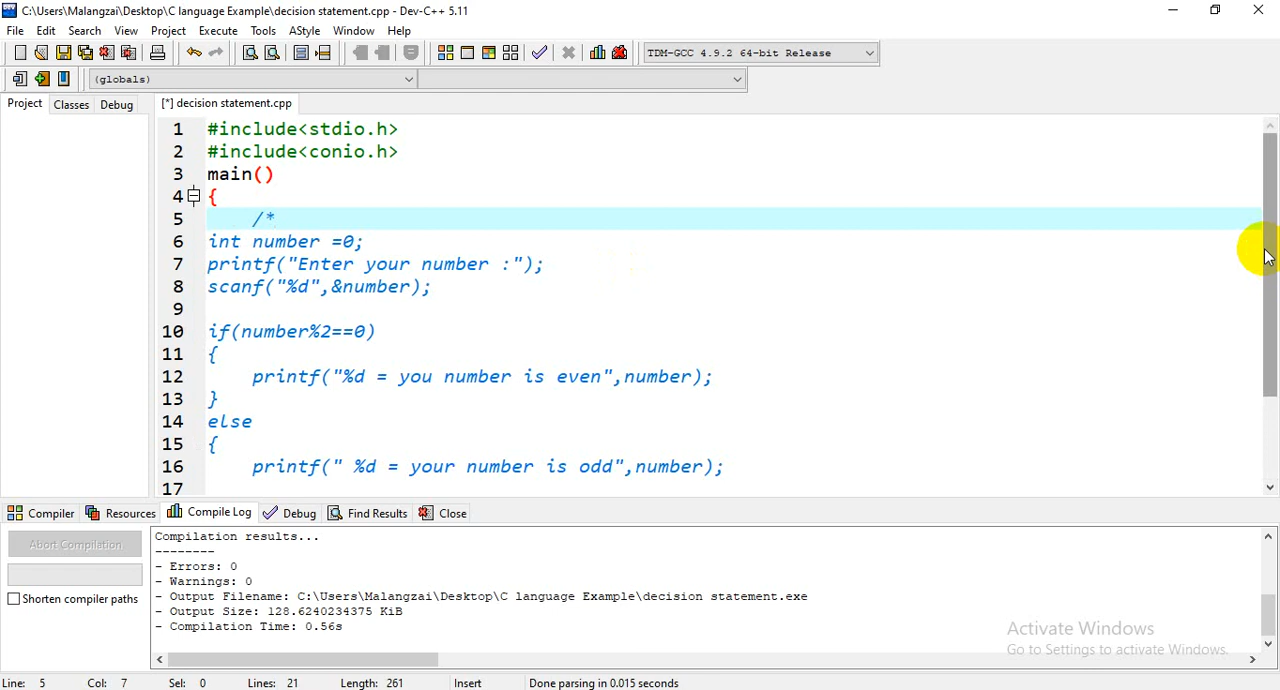 C:\Users\Malangzai\Desktop\C language Example\decision statement.cpp - Dev-C++ 5.11
File Edit Search View Project Execute Tools AStyle Window Help
TDM-GCC 4.9.2 64-bit Release
(globals)
Project Classes Debug
[*] decision statement.cpp
1 #include<stdio.h>
2 #include<conio.h>
3 main()
4 {
5 /*
6 int number =0;
7 printf("Enter your number :");
8 scanf("%d",&number);
9
10 if(number%2==0)
11 {
12 printf("%d = you number is even",number);
13 }
14 else
15 {
16 printf(" %d = your number is odd",number);
17
Compiler Resources Compile Log Debug Find Results Close
Abort Compilation
Shorten compiler paths
Compilation results...
--------
- Errors: 0
- Warnings: 0
- Output Filename: C:\Users\Malangzai\Desktop\C language Example\decision statement.exe
- Output Size: 128.6240234375 KiB
- Compilation Time: 0.56s
Activate Windows
Go to Settings to activate Windows.
Line: 5 Col: 7 Sel: 0 Lines: 21 Length: 261 Insert Done parsing in 0.015 seconds